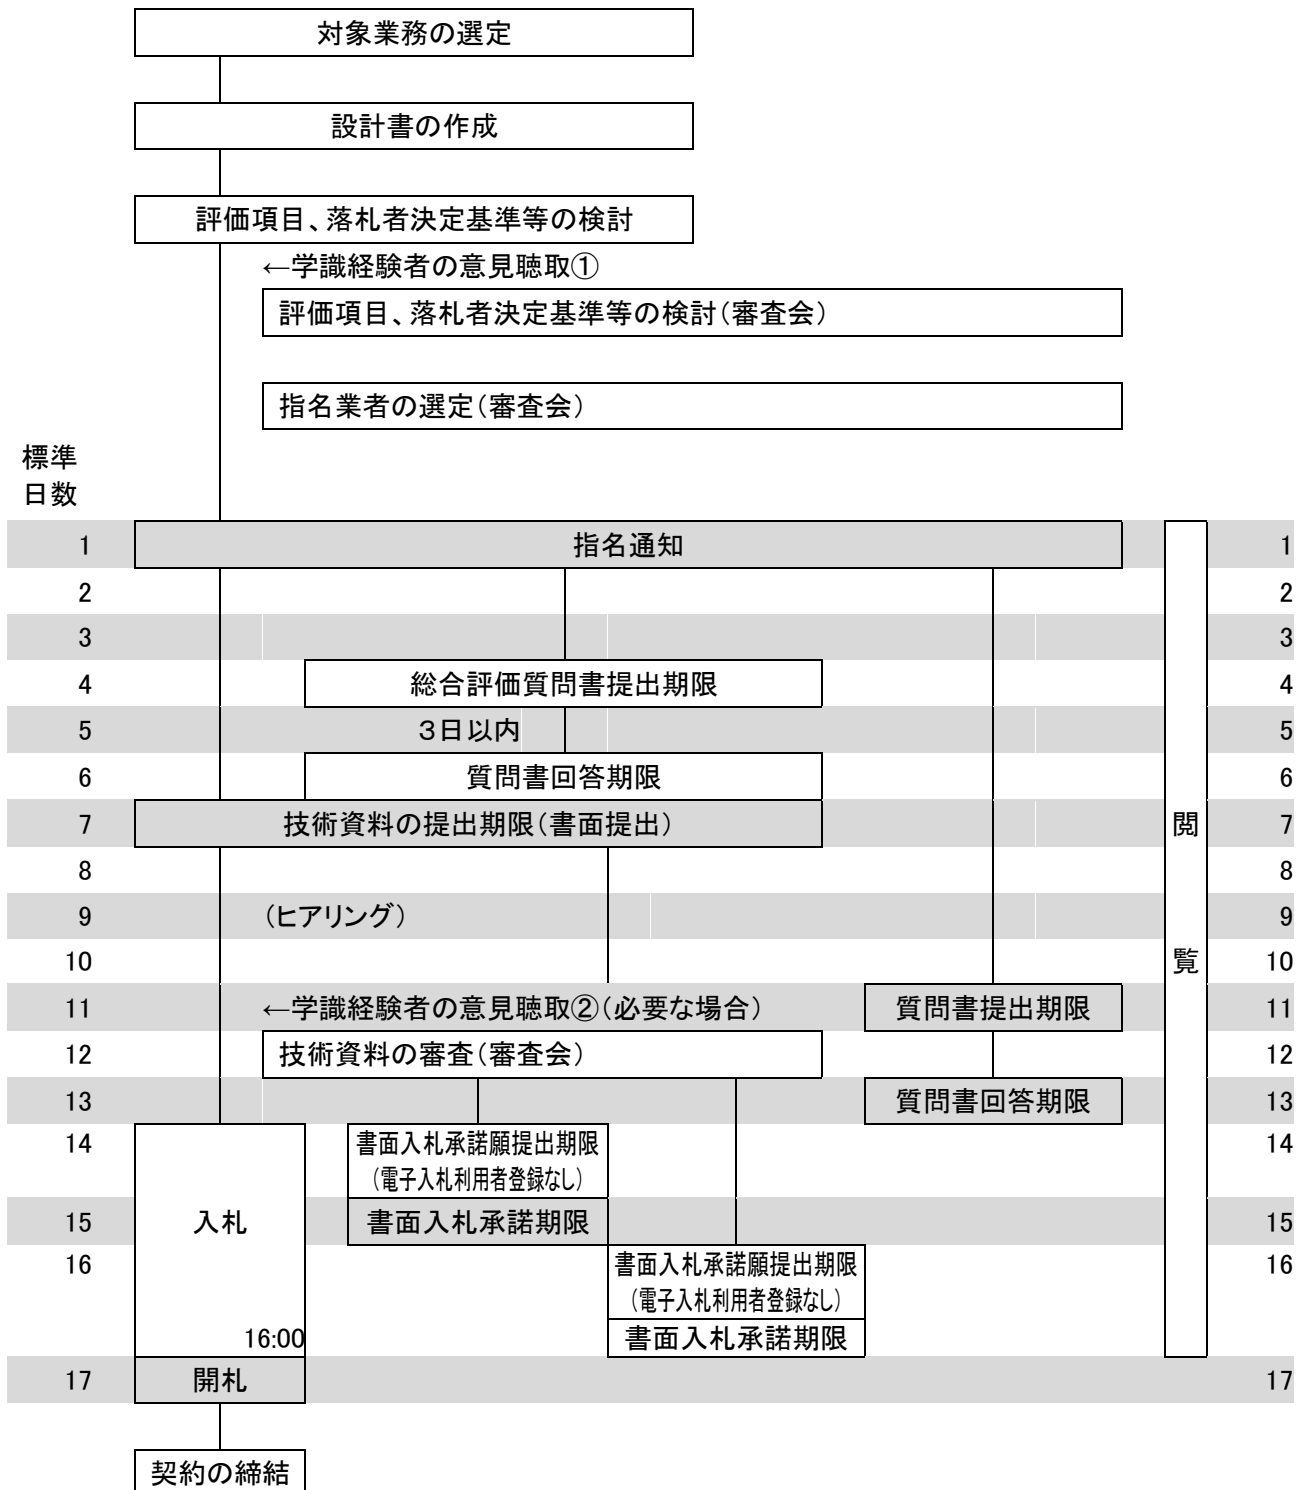 対象業務の選定
設計書の作成
評価項目、落札者決定基準等の検討
←学識経験者の意見聴取①
評価項目、落札者決定基準等の検討（審査会）
指名業者の選定（審査会）
標準
日数
1 指名通知 1
2 2
3 3
4 総合評価質問書提出期限 4
5 3日以内 5
6 質問書回答期限 6
7 技術資料の提出期限（書面提出） 閲 7
8 8
9 （ヒアリング） 9
10 覧 10
11 ←学識経験者の意見聴取②（必要な場合） 質問書提出期限 11
12 技術資料の審査（審査会） 12
13 質問書回答期限 13
14 書面入札承諾願提出期限 14
（電子入札利用者登録なし）
15 入札 書面入札承諾期限 15
16 書面入札承諾願提出期限 16
（電子入札利用者登録なし）
16:00 書面入札承諾期限
17 開札 17
契約の締結